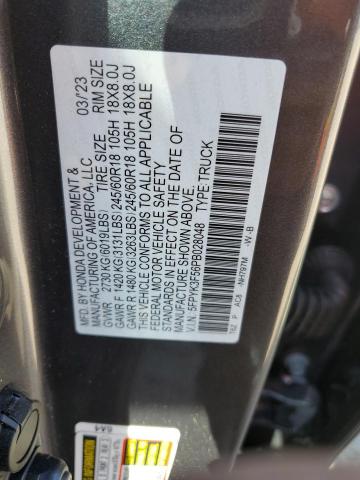 MFD BY HONDA DEVELOPMENT & 03/'23
MANUFACTURING OF AMERICA, LLC
TIRE SIZE RIM SIZE
GVWR 2730 KG(6019LBS)
GAWR F 1420 KG(3131LBS) 245/60R18 105H 18X8.0J
GAWR R 1480 KG(3263LBS) 245/60R18 105H 18X8.0J
THIS VEHICLE CONFORMS TO ALL APPLICABLE
FEDERAL MOTOR VEHICLE SAFETY
STANDARDS IN EFFECT ON THE DATE OF
MANUFACTURE SHOWN ABOVE.
V.I.N.: 5FPYK3F56PB028048
TYPE:TRUCK
T6Z P AC6 -NH797M -W -B